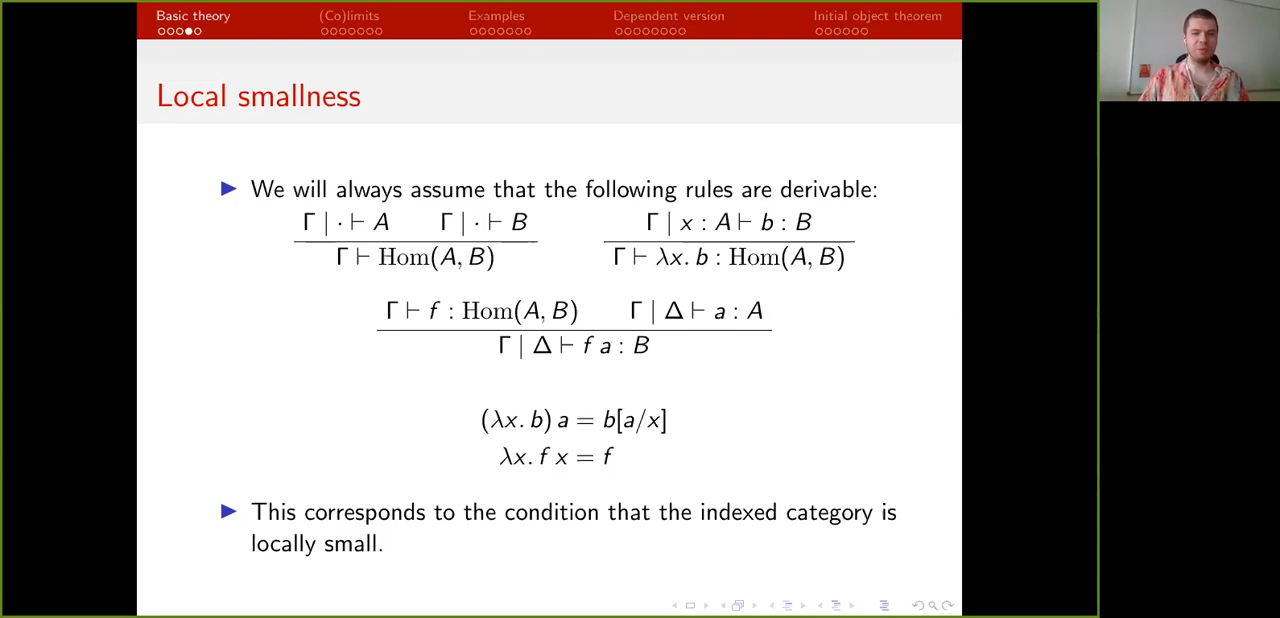 Basic theory (Co)limits Examples Dependent version Initial object theorem
Local smallness
We will always assume that the following rules are derivable:
Γ | · ⊢ A Γ | · ⊢ B Γ | x : A ⊢ b : B
Γ ⊢ Hom(A, B) Γ ⊢ λx. b : Hom(A, B)
Γ ⊢ f : Hom(A, B) Γ | Δ ⊢ a : A
Γ | Δ ⊢ f a : B
(λx. b) a = b[a/x]
λx. f x = f
This corresponds to the condition that the indexed category is
locally small.